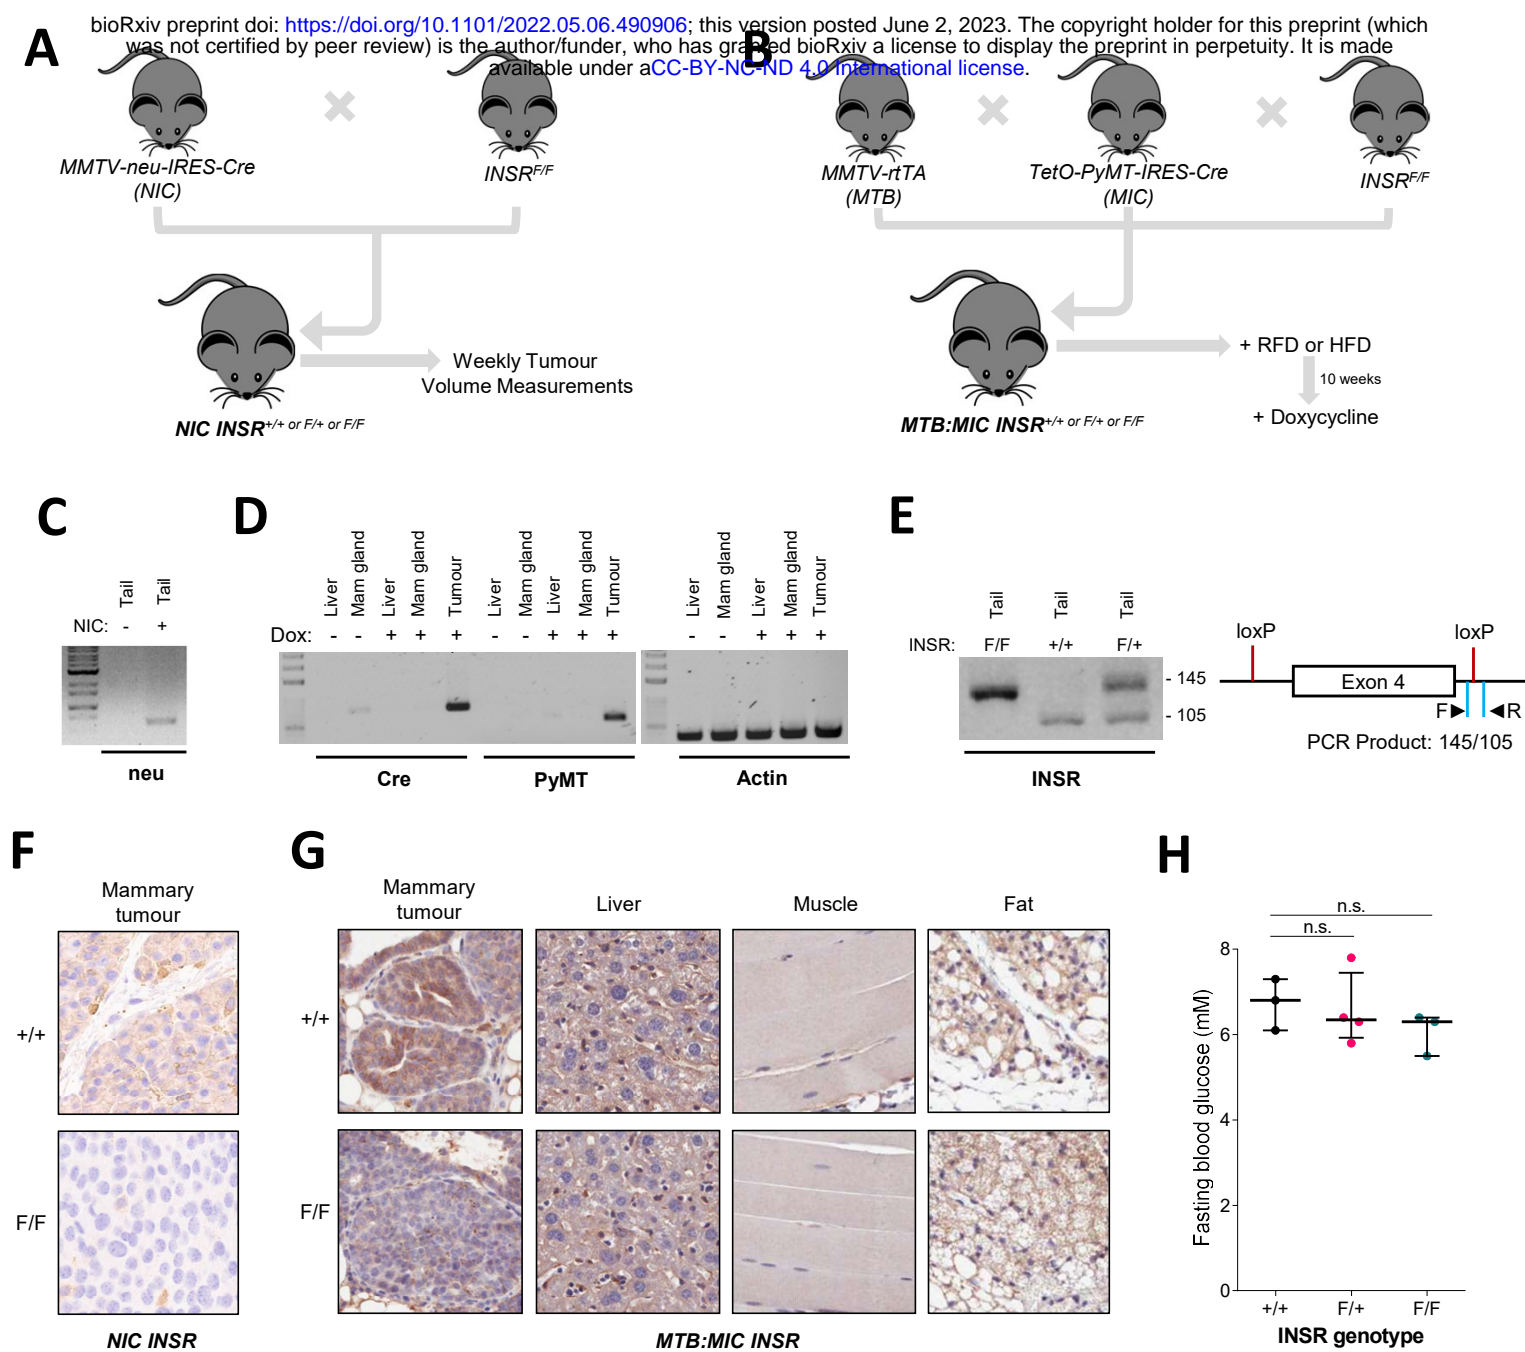 bioRxiv preprint doi: https://doi.org/10.1101/2022.05.06.490906; this version posted June 2, 2023. The copyright holder for this preprint (which
was not certified by peer review) is the author/funder, who has granted bioRxiv a license to display the preprint in perpetuity. It is made
available under aCC-BY-NC-ND 4.0 International license.
A
MMTV-neu-IRES-Cre
(NIC)
INSR^F/F
NIC INSR^+/+ or F/+ or F/F
Weekly Tumour
Volume Measurements
B
MMTV-rtTA
(MTB)
TetO-PyMT-IRES-Cre
(MIC)
INSR^F/F
MTB:MIC INSR^+/+ or F/+ or F/F
+ RFD or HFD
10 weeks
+ Doxycycline
C
Tail
Tail
NIC: - +
neu
D
Liver
Mam gland
Liver
Mam gland
Tumour
Liver
Mam gland
Liver
Mam gland
Tumour
Liver
Mam gland
Liver
Mam gland
Tumour
Dox: - - + + + - - + + + - - + + +
Cre
PyMT
Actin
E
Tail
Tail
Tail
INSR: F/F +/+ F/+
- 145
- 105
INSR
loxP
loxP
Exon 4
F
R
PCR Product: 145/105
F
Mammary
tumour
+/+
F/F
NIC INSR
G
Mammary
tumour
Liver
Muscle
Fat
+/+
F/F
MTB:MIC INSR
H
n.s.
n.s.
8
6
4
2
0
Fasting blood glucose (mM)
+/+ F/+ F/F
INSR genotype